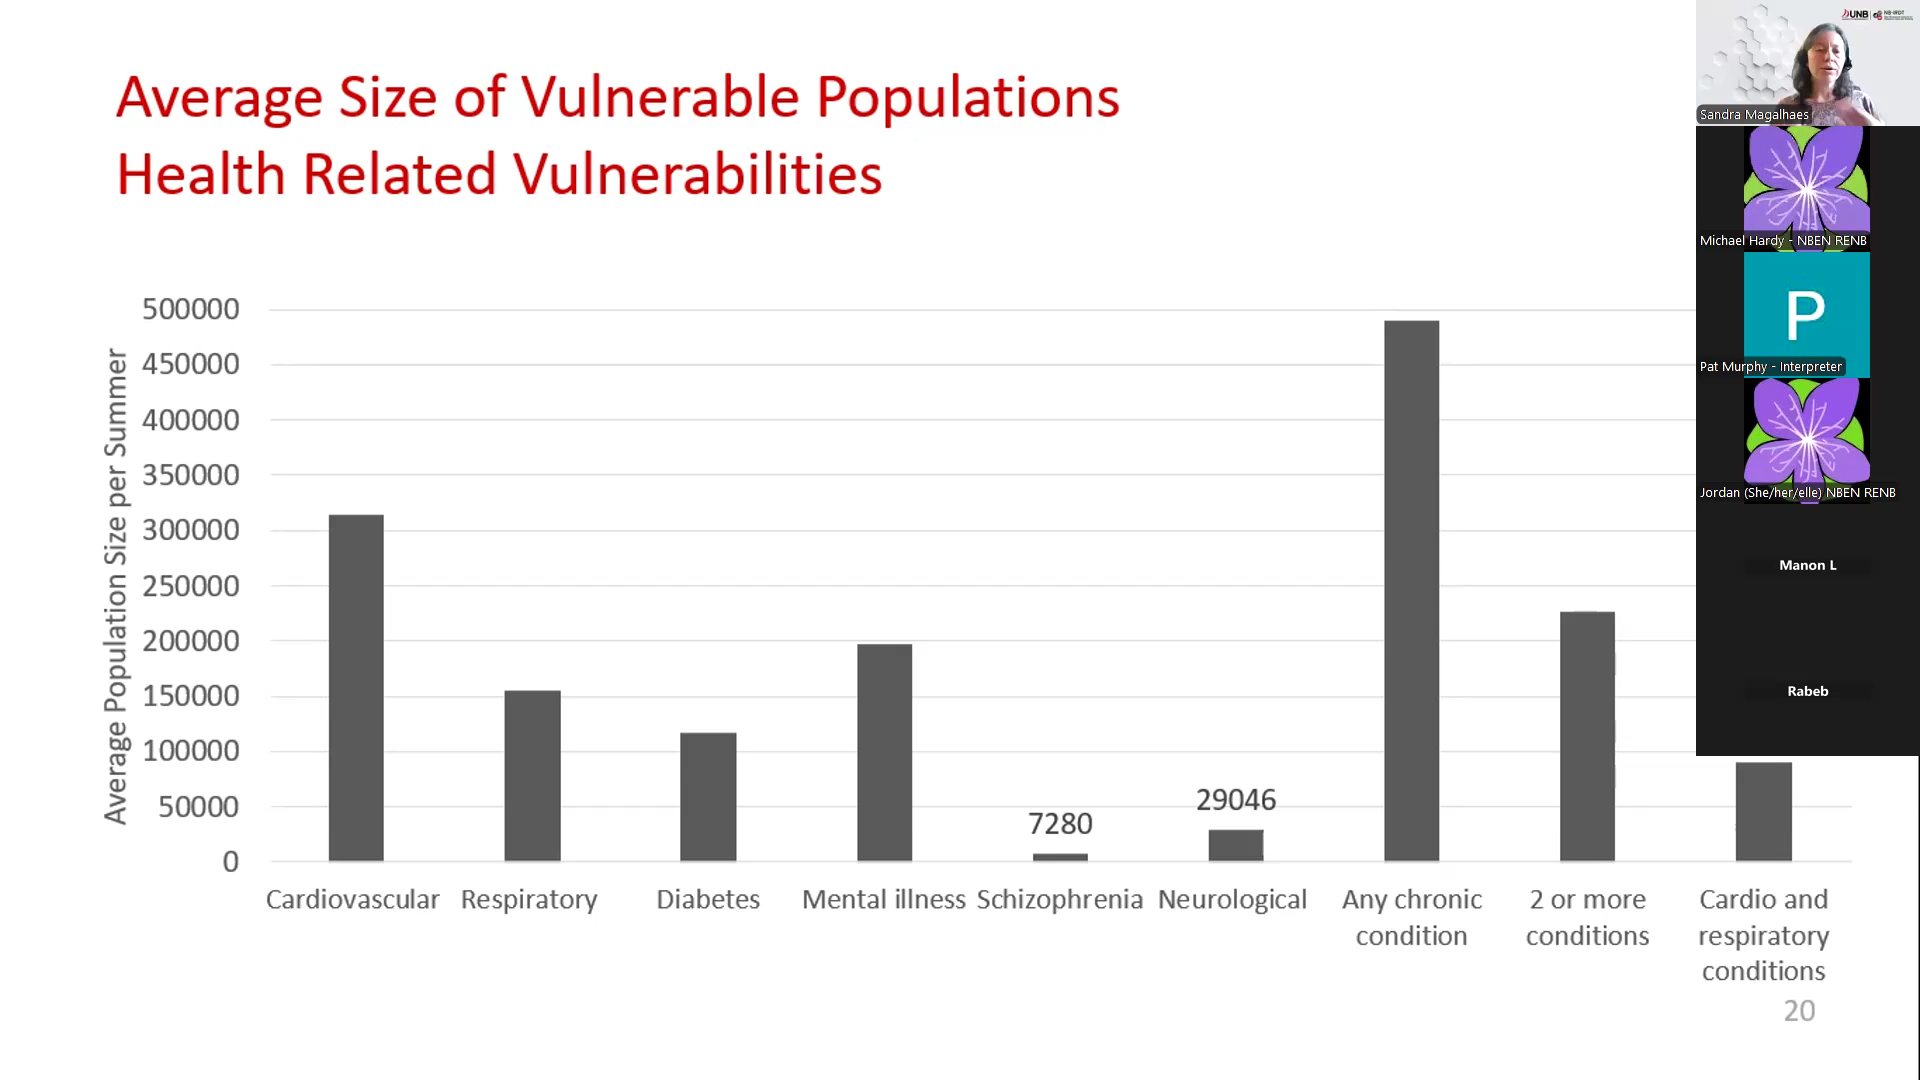 Average Size of Vulnerable Populations
Health Related Vulnerabilities
Average Population Size per Summer
500000
450000
400000
350000
300000
250000
200000
150000
100000
50000
0
7280
29046
Cardiovascular
Respiratory
Diabetes
Mental illness
Schizophrenia
Neurological
Any chronic
condition
2 or more
conditions
Cardio and
respiratory
conditions
20
UNB
NB-IRDT
Sandra Magalhaes
Michael Hardy - NBEN RENB
P
Pat Murphy - Interpreter
Jordan (She/her/elle) NBEN RENB
Manon L
Rabeb